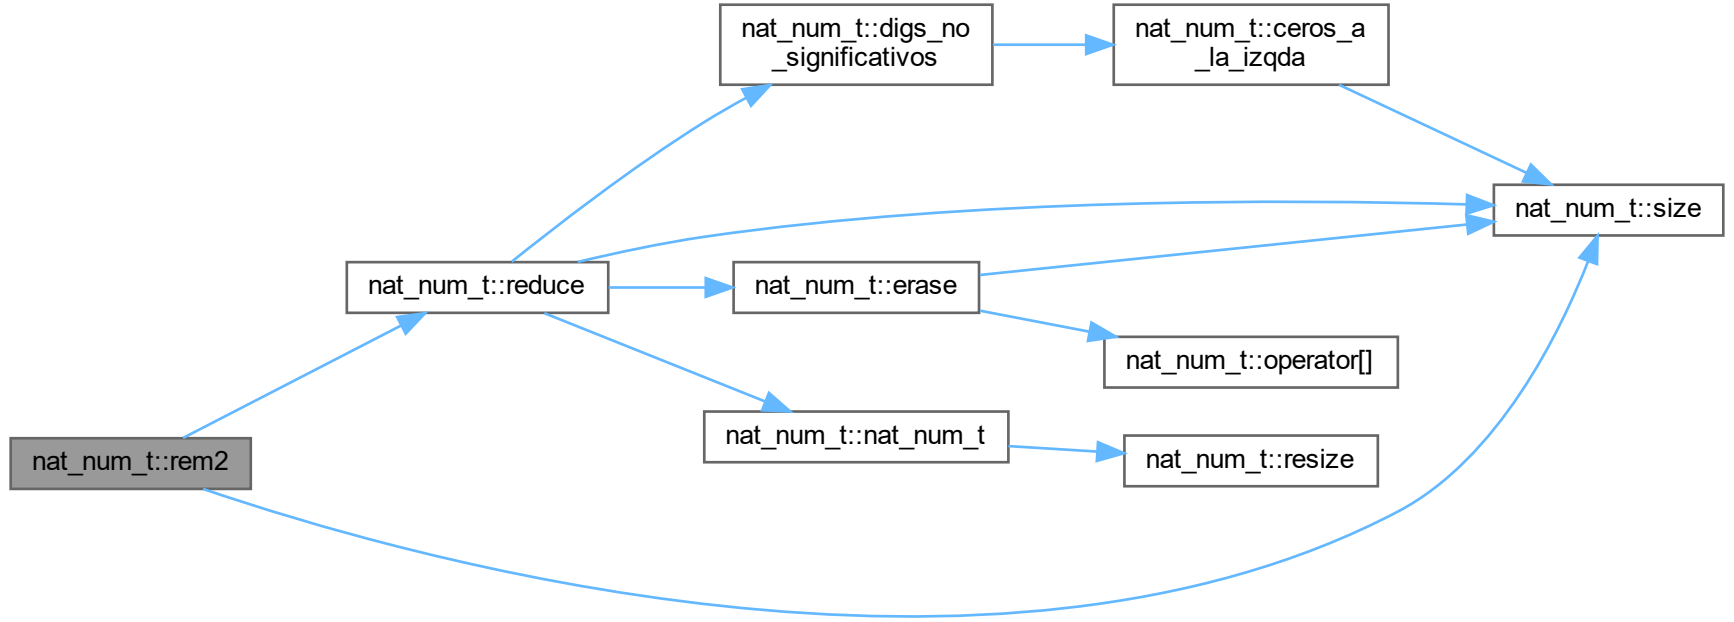 nat_num_t::digs_no
_significativos
nat_num_t::ceros_a
_la_izqda
nat_num_t::size
nat_num_t::reduce
nat_num_t::erase
nat_num_t::operator[]
nat_num_t::nat_num_t
nat_num_t::resize
nat_num_t::rem2